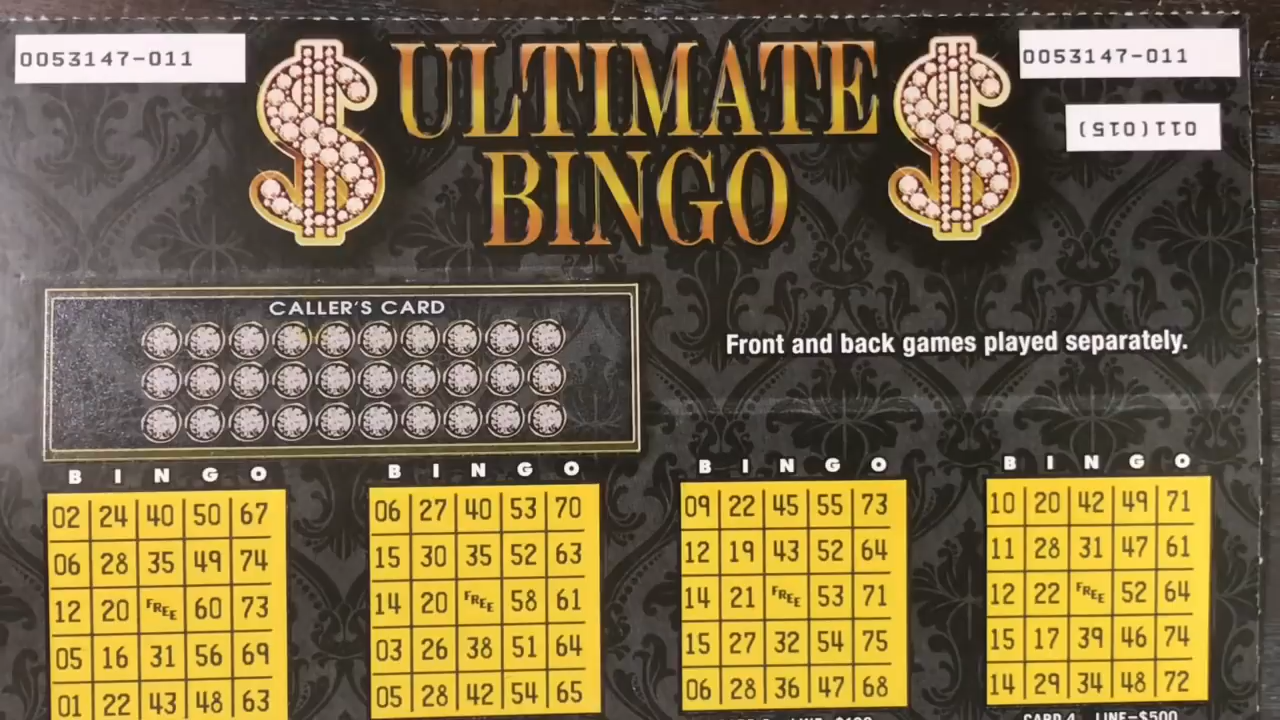 0053147-011
ULTIMATE
BINGO
0053147-011
011(015)
CALLER'S CARD
Front and back games played separately.
B I N G O
02 24 40 50 67
06 28 35 49 74
12 20 FREE 60 73
05 16 31 56 69
01 22 43 48 63
B I N G O
06 27 40 53 70
15 30 35 52 63
14 20 FREE 58 61
03 26 38 51 64
05 28 42 54 65
B I N G O
09 22 45 55 73
12 19 43 52 64
14 21 FREE 53 71
15 27 32 54 75
06 28 36 47 68
B I N G O
10 20 42 49 71
11 28 31 47 61
12 22 FREE 52 64
15 17 39 46 74
14 29 34 48 72
CARD 4 LINE=$500